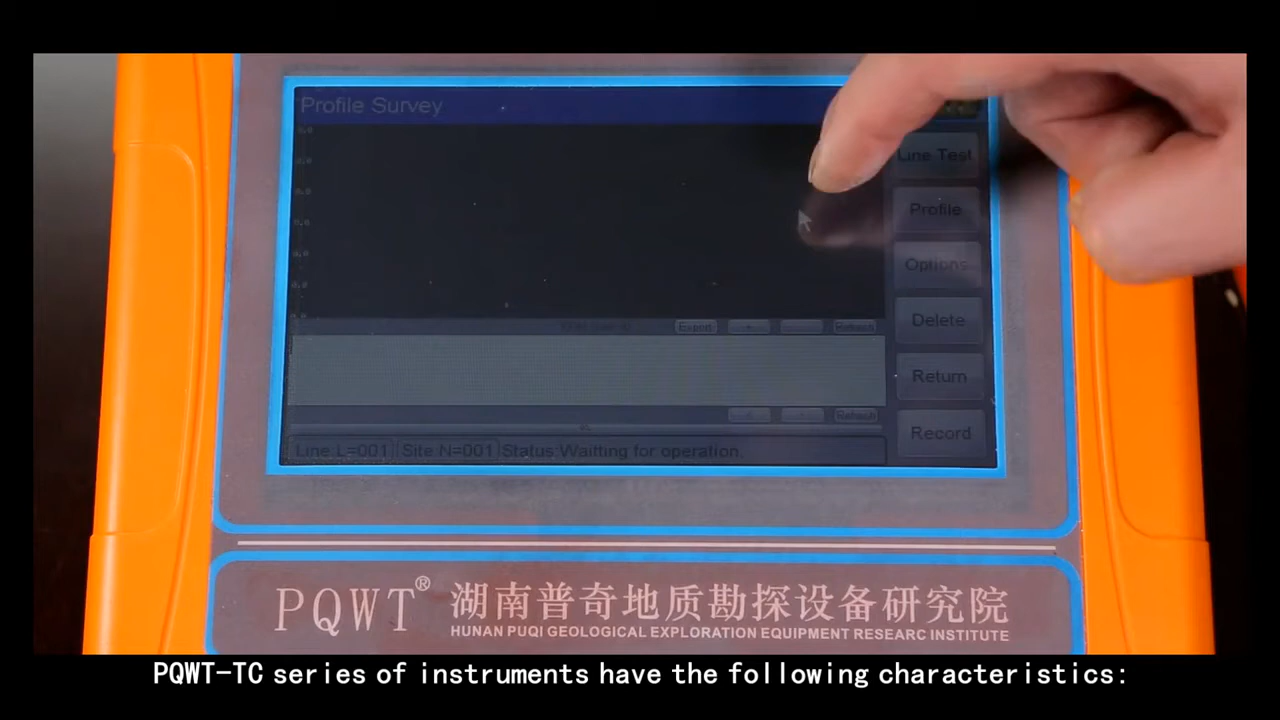 Profile Survey
Line Test
Profile
Options
Delete
Return
Record
Export
Refresh
Refresh
Line:L=001 Site N=001 Status:Waitting for operation.
PQWT® 湖南普奇地质勘探设备研究院
HUNAN PUQI GEOLOGICAL EXPLORATION EQUIPMENT RESEARC INSTITUTE
PQWT-TC series of instruments have the following characteristics: